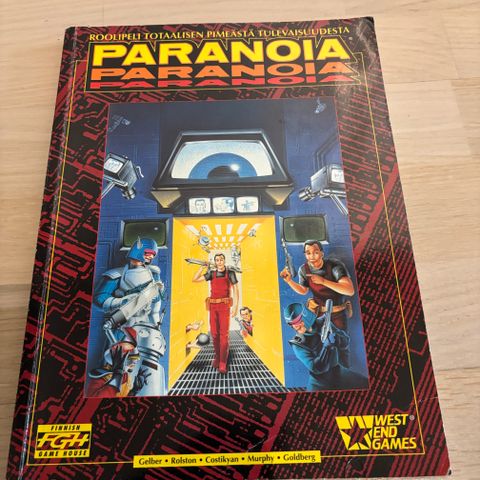 ROOLIPELI TOTAALISEN PIMEÄSTÄ TULEVAISUUDESTA
PARANOIA®
PARANOIA
PARANOIA
FINNISH
FGH
GAME HOUSE
WEST
END
GAMES®
Gelber • Rolston • Costikyan • Murphy • Goldberg